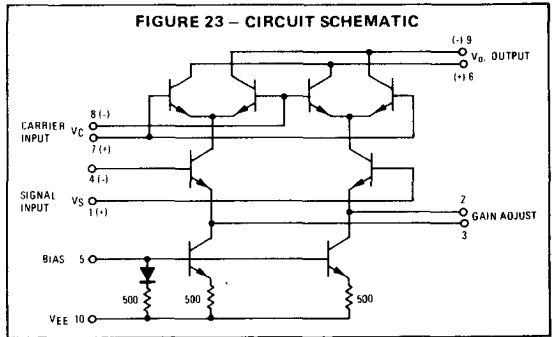 FIGURE 23 – CIRCUIT SCHEMATIC
(-) 9
Vo, OUTPUT
(+) 6
8 (-)
CARRIER INPUT VC
7 (+)
4 (-)
SIGNAL INPUT VS
1 (+)
2
GAIN ADJUST
3
BIAS 5
500
500
500
VEE 10